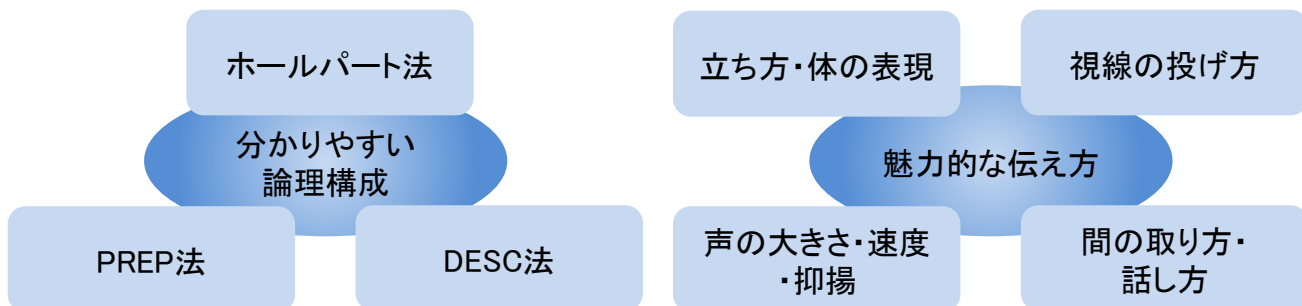 ホールパート法
分かりやすい
論理構成
PREP法
DESC法
立ち方・体の表現
視線の投げ方
魅力的な伝え方
声の大きさ・速度
・抑揚
間の取り方・
話し方